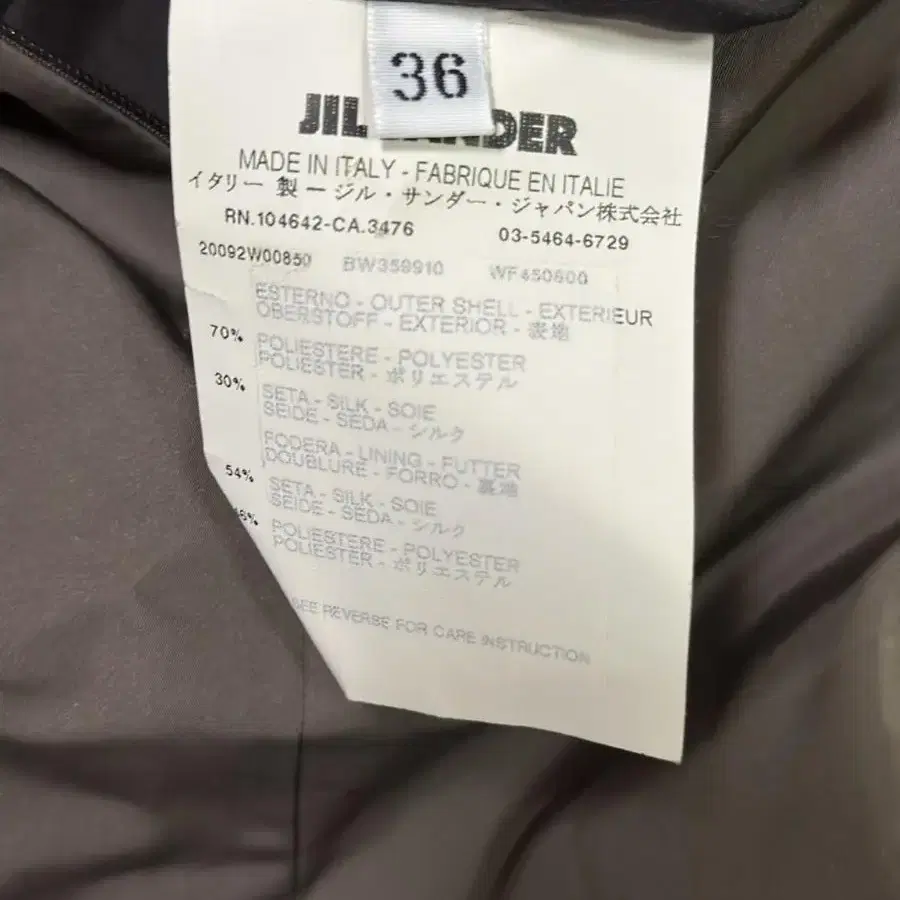 36
JIL SANDER
MADE IN ITALY - FABRIQUE EN ITALIE
イタリー 製 ー ジル・サンダー・ジャパン株式会社
RN.104642-CA.3476 03-5464-6729
20092W00850 BW359910 WF450600
ESTERNO - OUTER SHELL - EXTERIEUR
OBERSTOFF - EXTERIOR - 表地
70% POLIESTERE - POLYESTER
POLIESTER - ポリエステル
30% SETA - SILK - SOIE
SEIDE - SEDA - シルク
FODERA - LINING - FUTTER
DOUBLURE - FORRO - 裏地
54% SETA - SILK - SOIE
SEIDE - SEDA - シルク
46% POLIESTERE - POLYESTER
POLIESTER - ポリエステル
SEE REVERSE FOR CARE INSTRUCTION